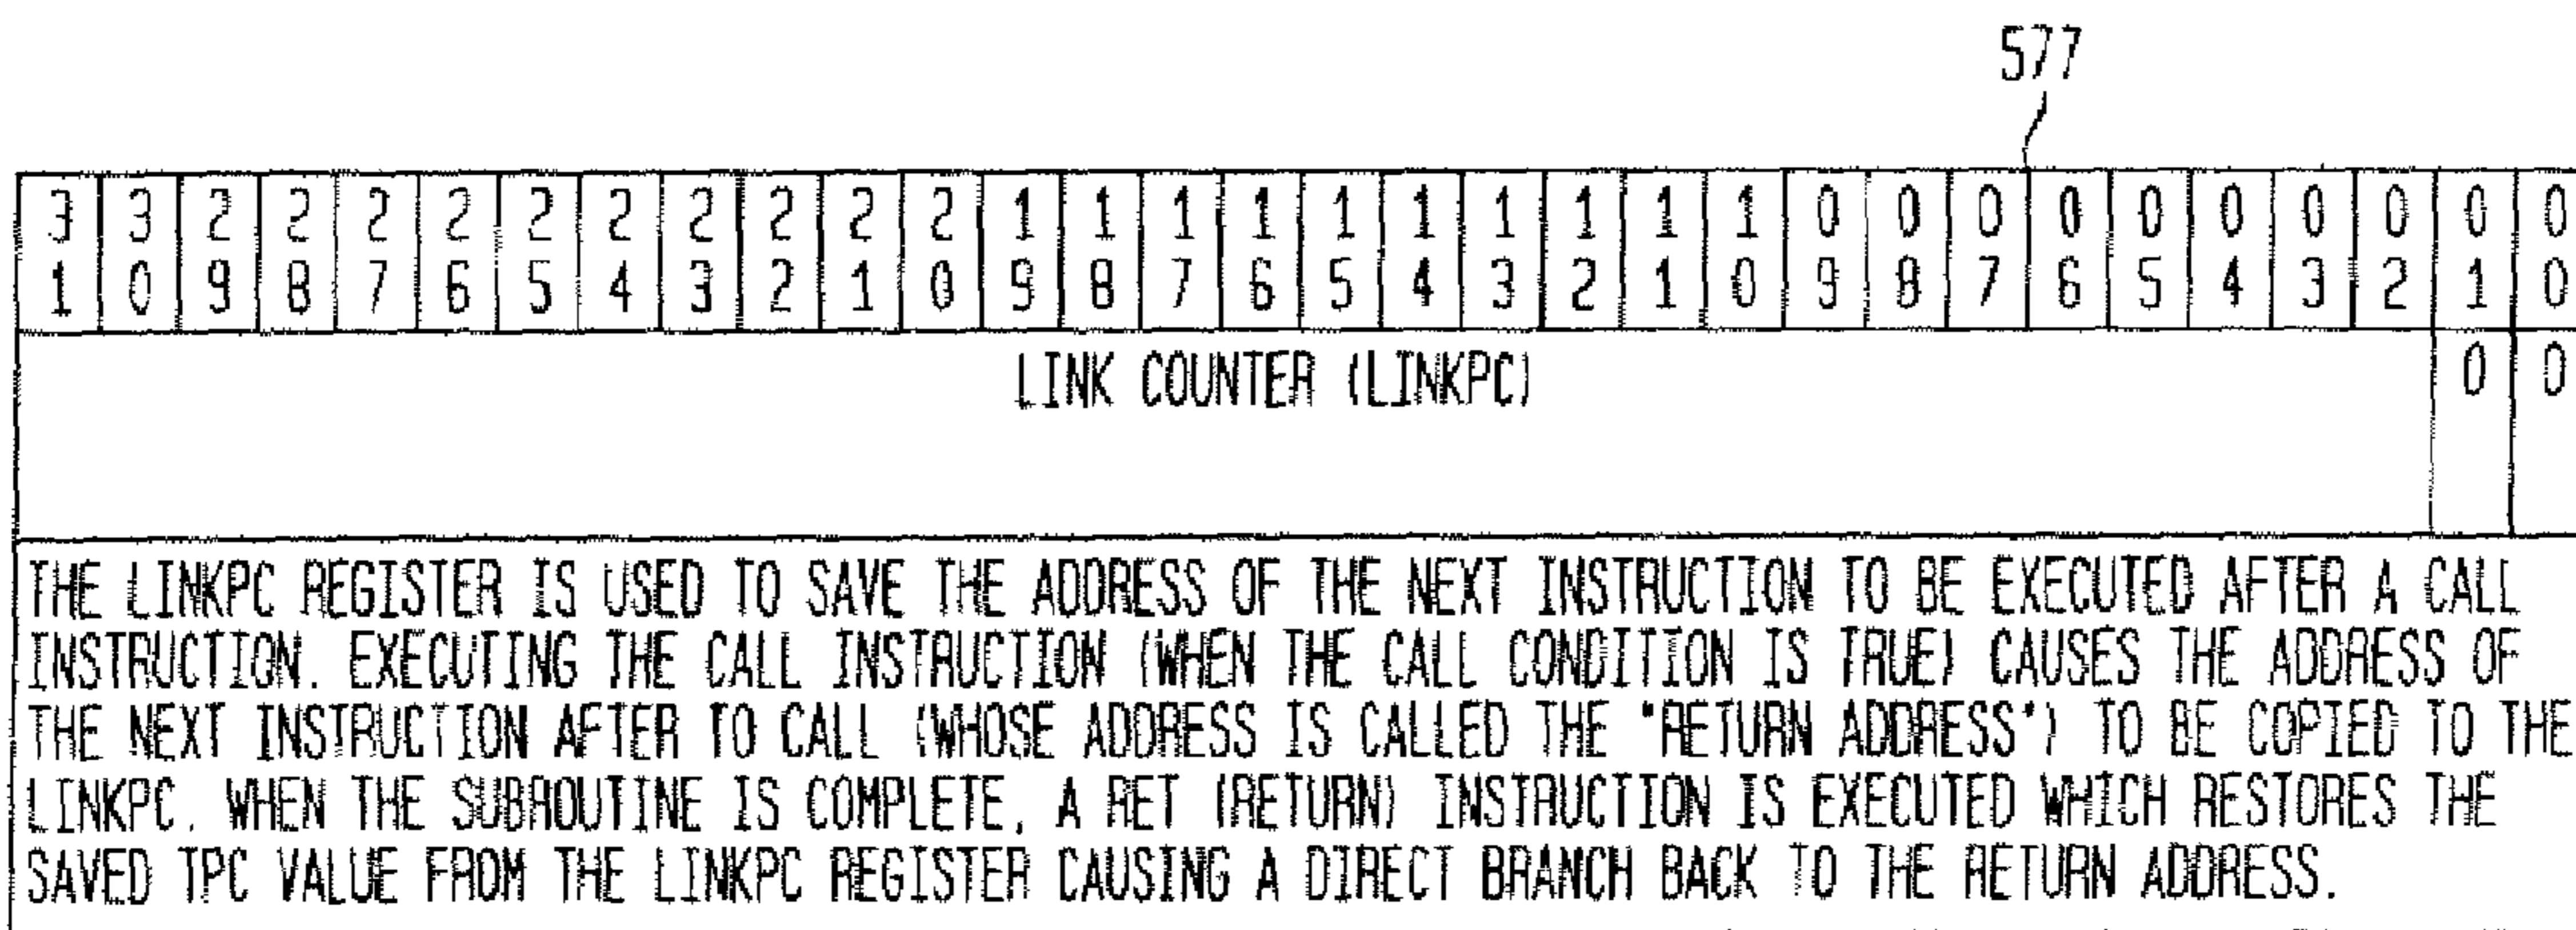 577
3 3 2 2 2 2 2 2 2 2 2 2 1 1 1 1 1 1 1 1 1 1 0 0 0 0 0 0 0 0 0 0
1 0 9 8 7 6 5 4 3 2 1 0 9 8 7 6 5 4 3 2 1 0 9 8 7 6 5 4 3 2 1 0
LINK COUNTER (LINKPC) 0 0
THE LINKPC REGISTER IS USED TO SAVE THE ADDRESS OF THE NEXT INSTRUCTION TO BE EXECUTED AFTER A CALL
INSTRUCTION. EXECUTING THE CALL INSTRUCTION (WHEN THE CALL CONDITION IS TRUE) CAUSES THE ADDRESS OF
THE NEXT INSTRUCTION AFTER TO CALL (WHOSE ADDRESS IS CALLED THE "RETURN ADDRESS") TO BE COPIED TO THE
LINKPC. WHEN THE SUBROUTINE IS COMPLETE, A RET (RETURN) INSTRUCTION IS EXECUTED WHICH RESTORES THE
SAVED TPC VALUE FROM THE LINKPC REGISTER CAUSING A DIRECT BRANCH BACK TO THE RETURN ADDRESS.